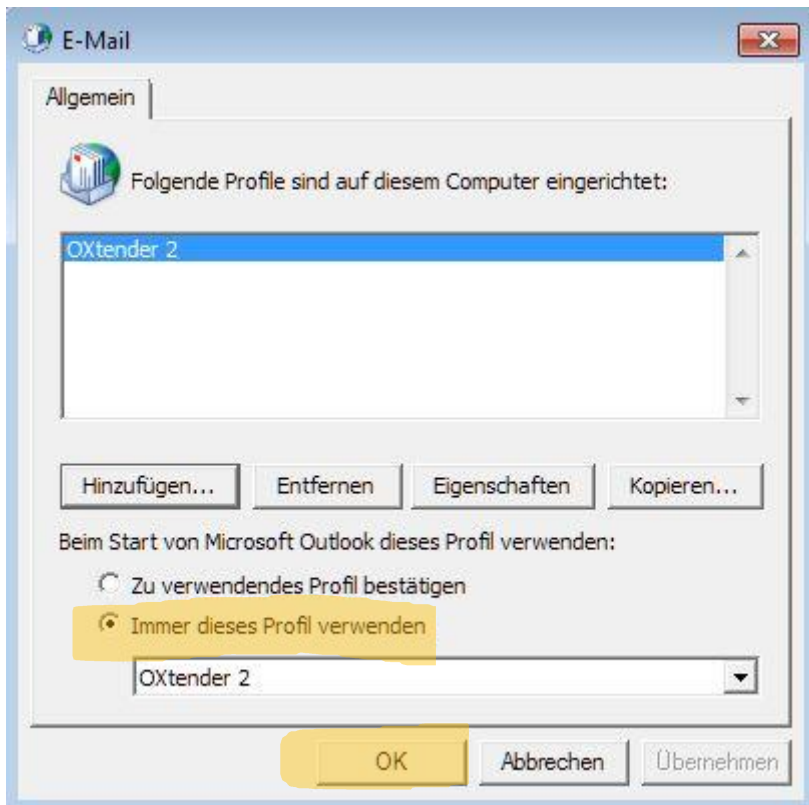 E-Mail
Allgemein
Folgende Profile sind auf diesem Computer eingerichtet:
OXtender 2
Hinzufügen... Entfernen Eigenschaften Kopieren...
Beim Start von Microsoft Outlook dieses Profil verwenden:
Zu verwendendes Profil bestätigen
Immer dieses Profil verwenden
OXtender 2
OK Abbrechen Übernehmen